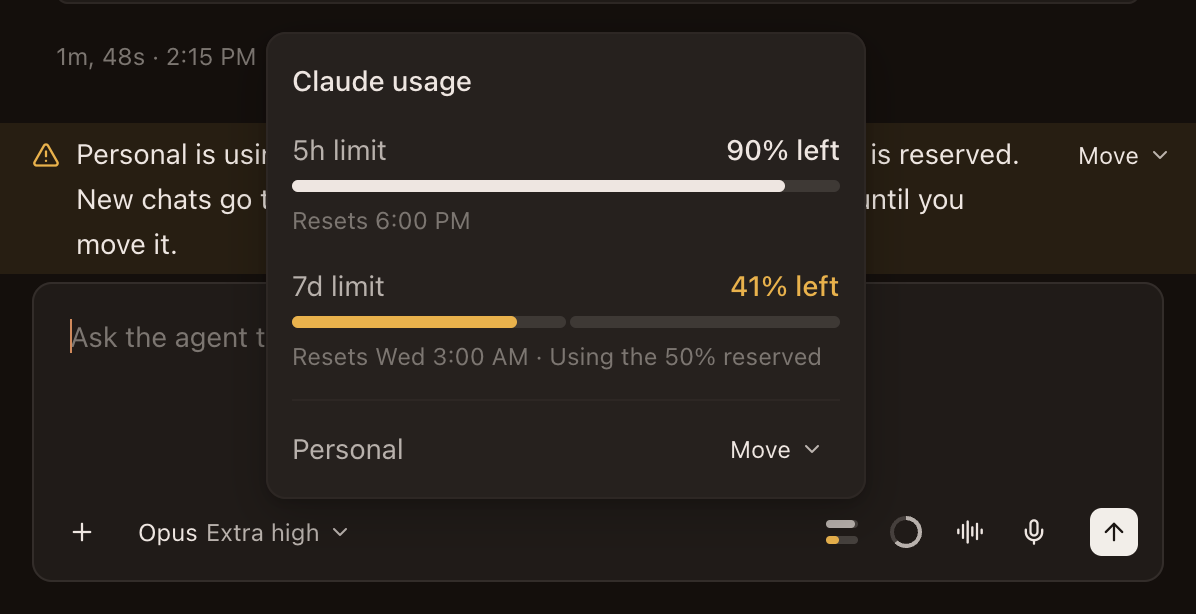 1m, 48s · 2:15 PM
Claude usage
5h limit 90% left
Resets 6:00 PM
7d limit 41% left
Resets Wed 3:00 AM · Using the 50% reserved
Personal Move
Personal is is reserved. Move
New chats go until you
move it.
Ask the agent
Opus Extra high